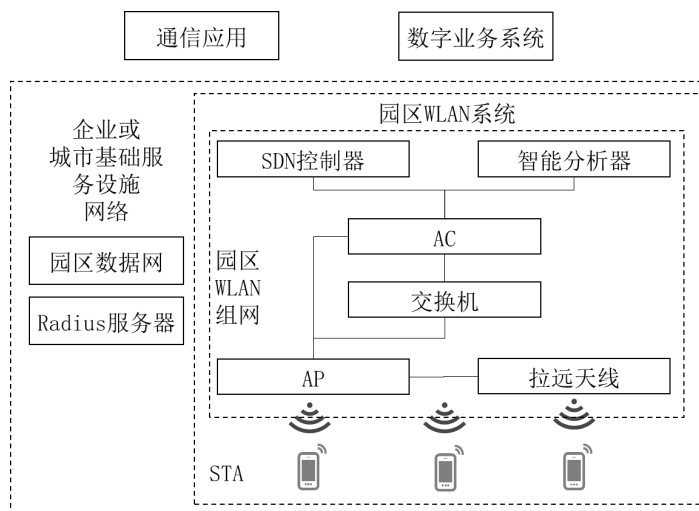 通信应用
数字业务系统
园区WLAN系统
企业或
城市基础服
务设施
网络
园区数据网
Radius服务器
SDN控制器
智能分析器
AC
园区
WLAN
组网
交换机
AP
拉远天线
STA